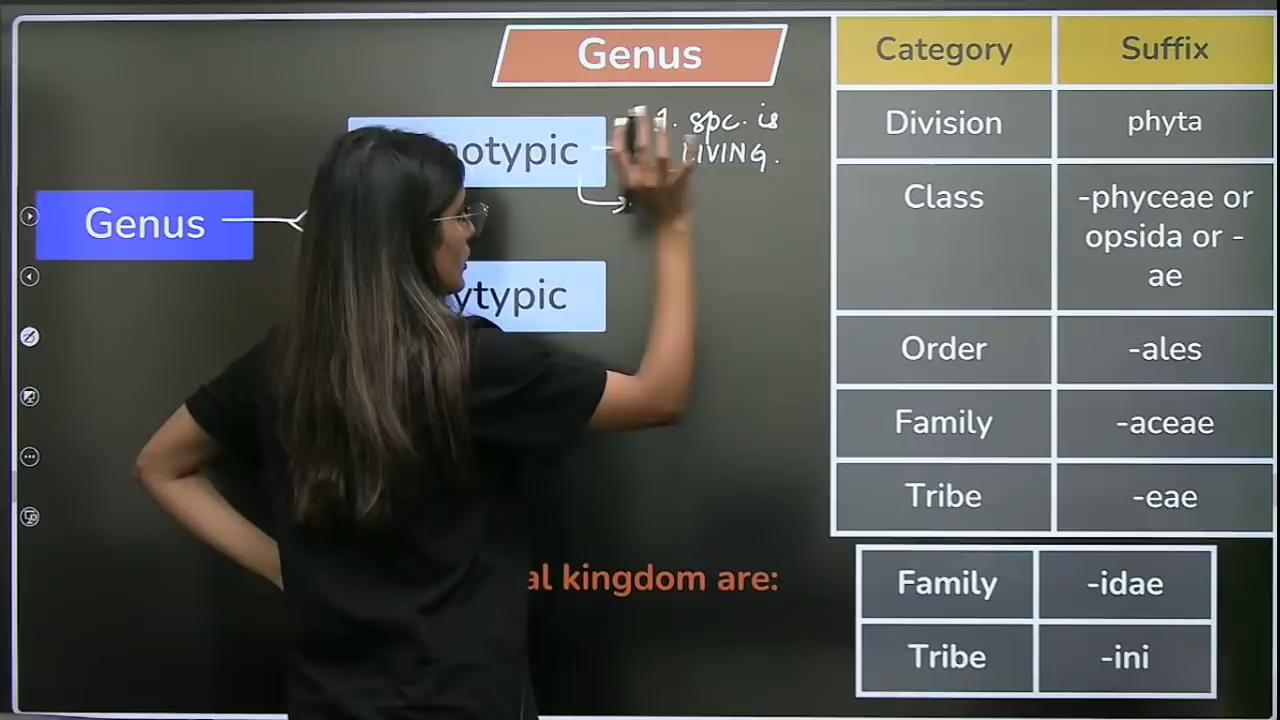 Genus
notypic
1. spc. is
LIVING.
Genus
ytypic
al kingdom are:
Category Suffix
Division phyta
Class -phyceae or
opsida or -
ae
Order -ales
Family -aceae
Tribe -eae
Family -idae
Tribe -ini